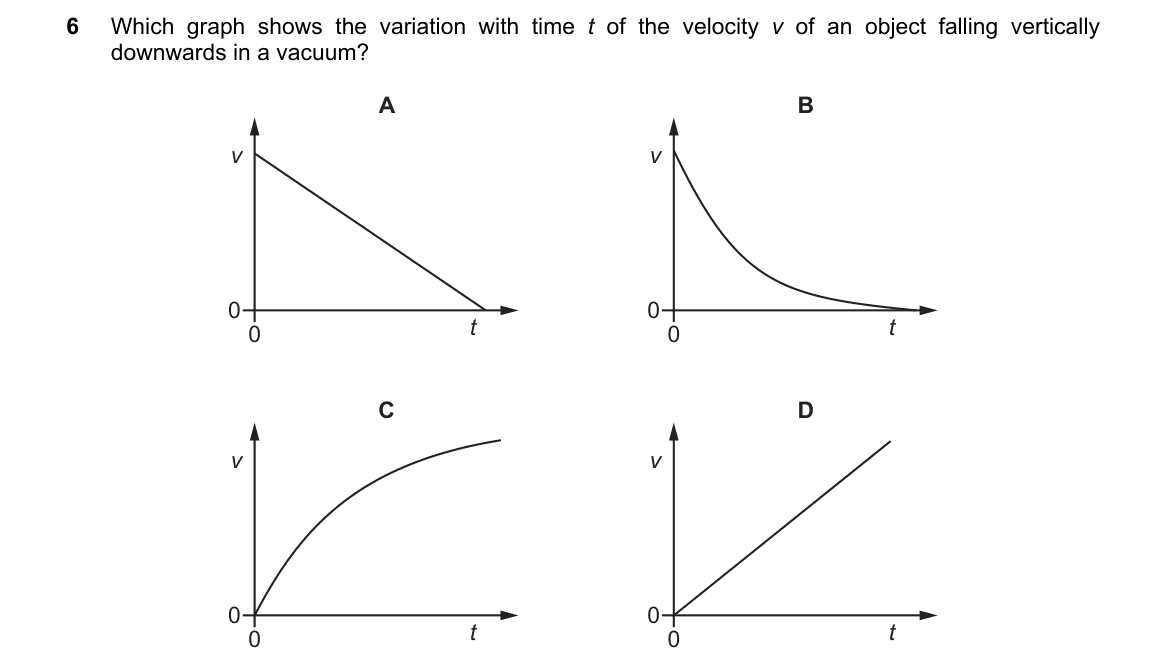 6 Which graph shows the variation with time t of the velocity v of an object falling vertically
downwards in a vacuum?
A
B
v
v
0
0
0
t
0
t
C
D
v
v
0
0
0
t
0
t